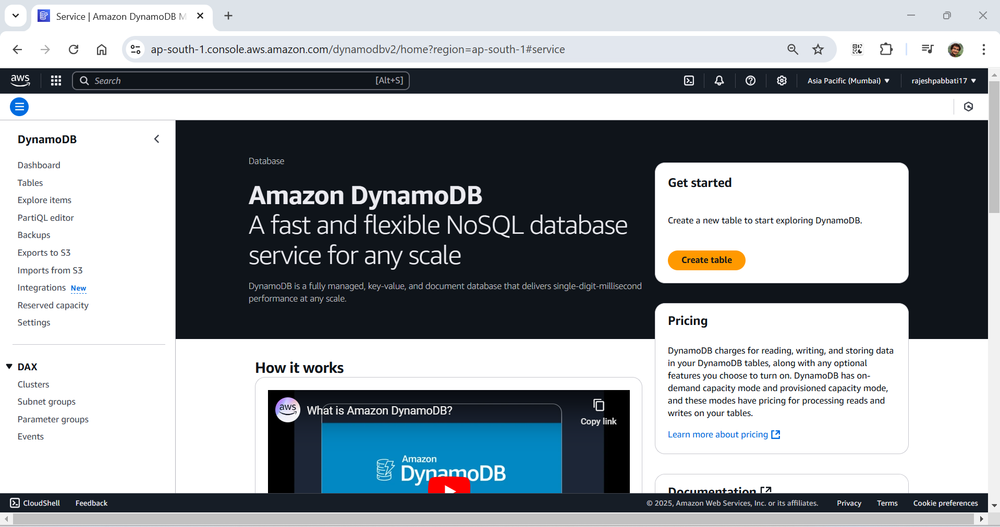 Service | Amazon DynamoDB M
ap-south-1.console.aws.amazon.com/dynamodbv2/home?region=ap-south-1#service
aws
Search
[Alt+S]
Asia Pacific (Mumbai)
rajeshpabbati17
DynamoDB
Dashboard
Tables
Explore items
PartiQL editor
Backups
Exports to S3
Imports from S3
Integrations New
Reserved capacity
Settings
DAX
Clusters
Subnet groups
Parameter groups
Events
Database
Amazon DynamoDB
A fast and flexible NoSQL database
service for any scale
DynamoDB is a fully managed, key-value, and document database that delivers single-digit-millisecond
performance at any scale.
Get started
Create a new table to start exploring DynamoDB.
Create table
Pricing
DynamoDB charges for reading, writing, and storing data
in your DynamoDB tables, along with any optional
features you choose to turn on. DynamoDB has on-
demand capacity mode and provisioned capacity mode,
and these modes have pricing for processing reads and
writes on your tables.
Learn more about pricing
How it works
aws
What is Amazon DynamoDB?
Copy link
Amazon
DynamoDB
Documentation
CloudShell
Feedback
© 2025, Amazon Web Services, Inc. or its affiliates.
Privacy
Terms
Cookie preferences